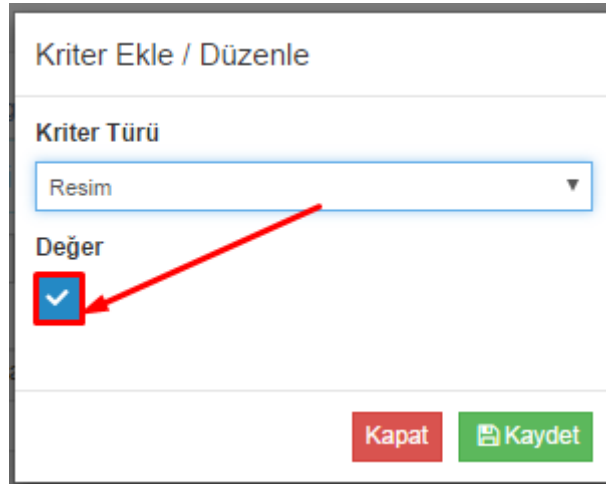 Kriter Ekle / Düzenle
Kriter Türü
Resim
Değer
Kapat Kaydet